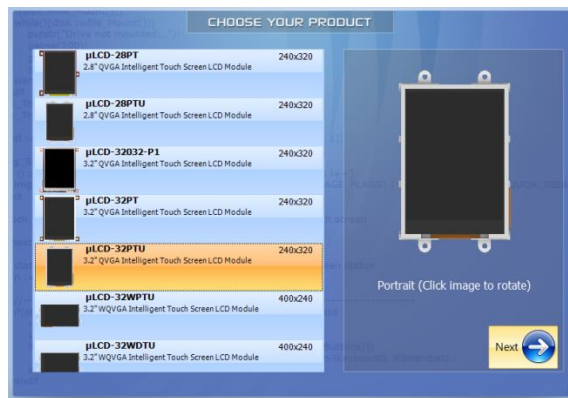 CHOOSE YOUR PRODUCT
µLCD-28PT 240x320
2.8" QVGA Intelligent Touch Screen LCD Module
µLCD-28PTU 240x320
2.8" QVGA Intelligent Touch Screen LCD Module
µLCD-32032-P1 240x320
3.2" QVGA Intelligent Touch Screen LCD Module
µLCD-32PT 240x320
3.2" QVGA Intelligent Touch Screen LCD Module
µLCD-32PTU 240x320
3.2" QVGA Intelligent Touch Screen LCD Module
µLCD-32WPTU 400x240
3.2" WQVGA Intelligent Touch Screen LCD Module
µLCD-32WDTU 400x240
3.2" WQVGA Intelligent Touch Screen LCD Module
Portrait (Click image to rotate)
Next